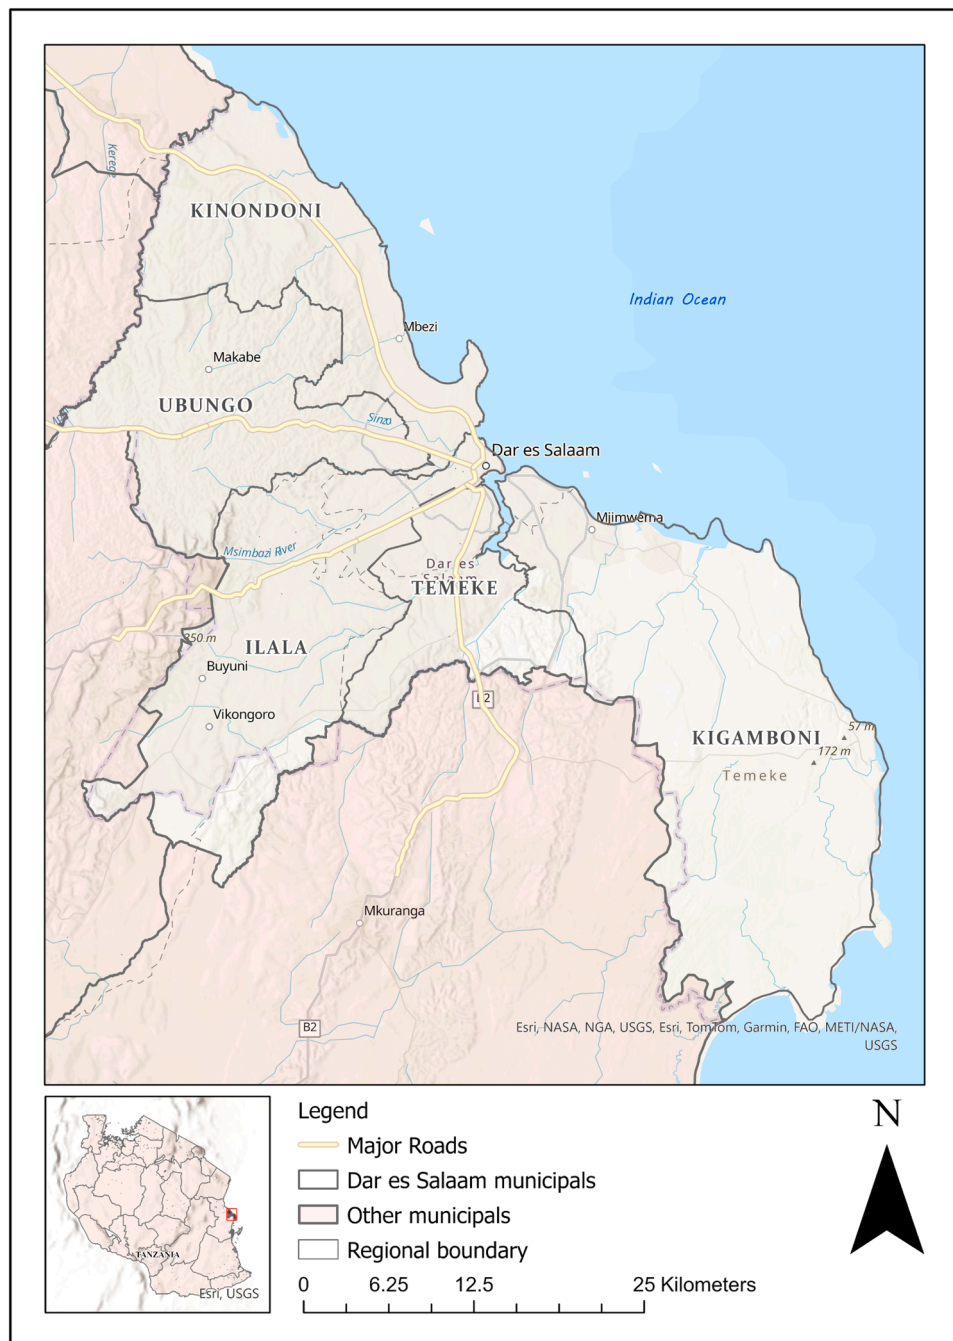 Kerege
KINONDONI
Indian Ocean
Mbezi
Makabe
UBUNGO
Sinzo
Dar es Salaam
Mjimwema
Msimbazi River
Dar es
Salaam
TEMEKE
350 m
ILALA
Buyuni
B2
Vikongoro
57 m
KIGAMBONI
172 m
Temeke
Mkuranga
B2
Esri, NASA, NGA, USGS, Esri, TomTom, Garmin, FAO, METI/NASA,
USGS
TANZANIA
Esri, USGS
Legend
Major Roads
Dar es Salaam municipals
Other municipals
Regional boundary
0 6.25 12.5 25 Kilometers
N